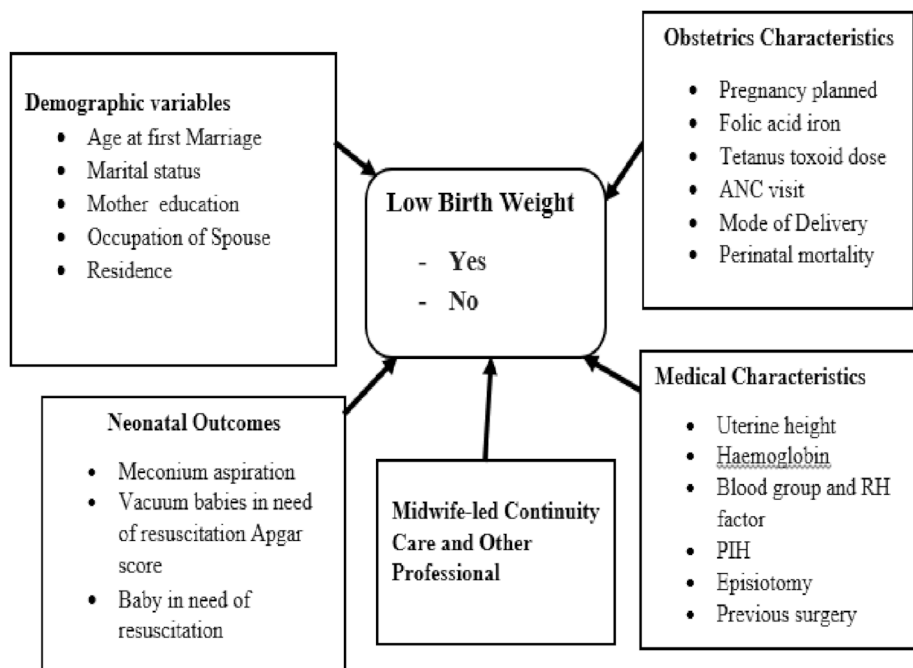 Demographic variables
• Age at first Marriage
• Marital status
• Mother education
• Occupation of Spouse
• Residence
Low Birth Weight
- Yes
- No
Obstetrics Characteristics
• Pregnancy planned
• Folic acid iron
• Tetanus toxoid dose
• ANC visit
• Mode of Delivery
• Perinatal mortality
Neonatal Outcomes
• Meconium aspiration
• Vacuum babies in need
of resuscitation Apgar
score
• Baby in need of
resuscitation
Midwife-led Continuity
Care and Other
Professional
Medical Characteristics
• Uterine height
• Haemoglobin
• Blood group and RH
factor
• PIH
• Episiotomy
• Previous surgery